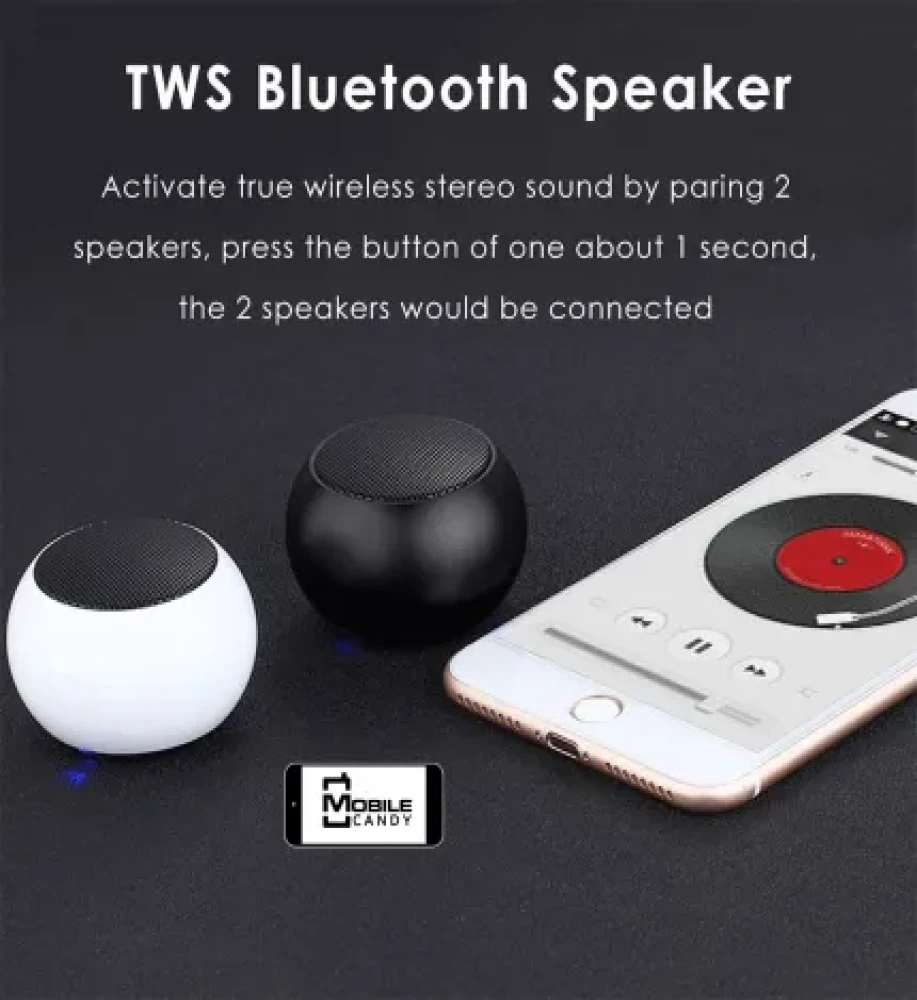 TWS Bluetooth Speaker
Activate true wireless stereo sound by paring 2
speakers, press the button of one about 1 second,
the 2 speakers would be connected
MOBILE
CANDY